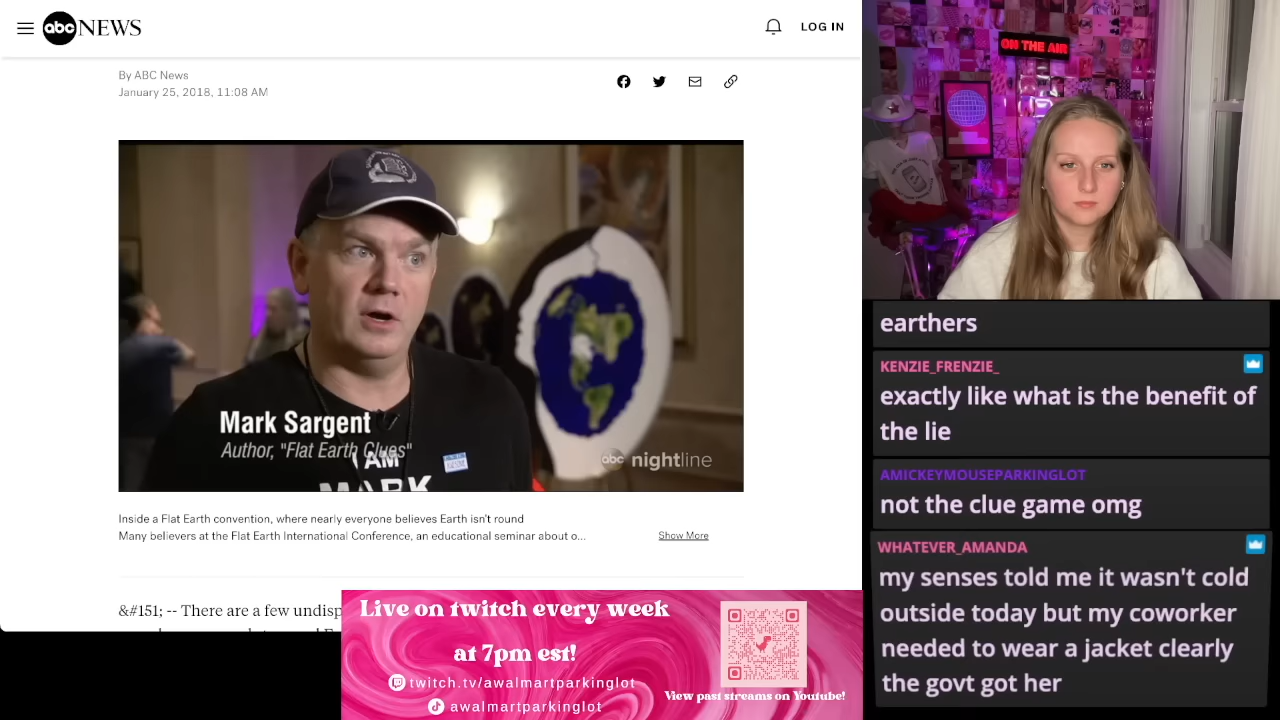 abc NEWS
LOG IN
By ABC News
January 25, 2018, 11:08 AM
Mark Sargent
Author, "Flat Earth Clues"
I AM
MARK
abc nightline
Inside a Flat Earth convention, where nearly everyone believes Earth isn't round
Many believers at the Flat Earth International Conference, an educational seminar about o...
Show More
&#151; -- There are a few undisp
Live on twitch every week
at 7pm est!
twitch.tv/awalmartparkinglot
awalmartparkinglot
View past streams on Youtube!
ON THE AIR
earthers
KENZIE_FRENZIE_
exactly like what is the benefit of
the lie
AMICKEYMOUSEPARKINGLOT
not the clue game omg
WHATEVER_AMANDA
my senses told me it wasn't cold
outside today but my coworker
needed to wear a jacket clearly
the govt got her